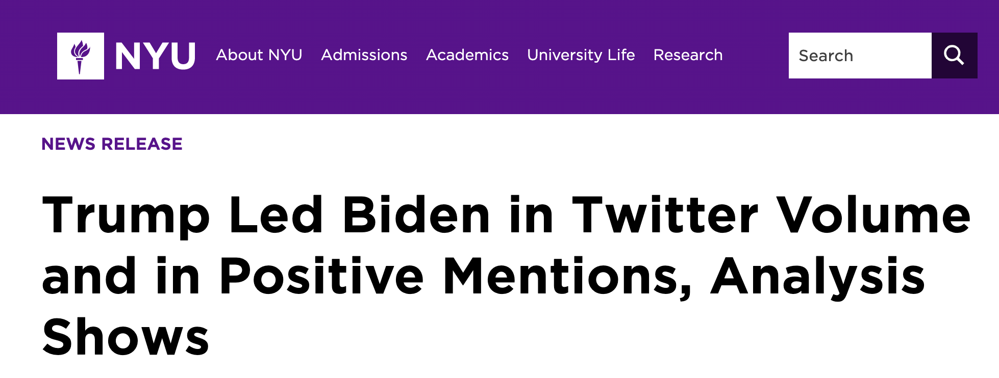 NYU About NYU Admissions Academics University Life Research Search
NEWS RELEASE
Trump Led Biden in Twitter Volume
and in Positive Mentions, Analysis
Shows